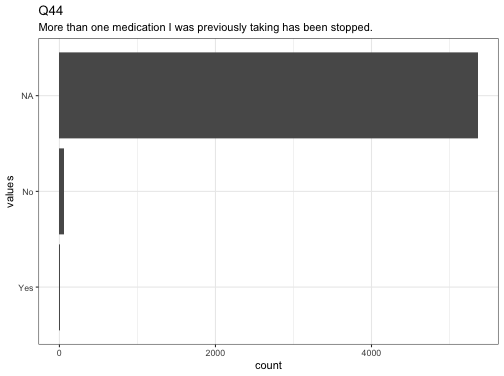 Q44
More than one medication I was previously taking has been stopped.
values
NA
No
Yes
0 2000 4000
count